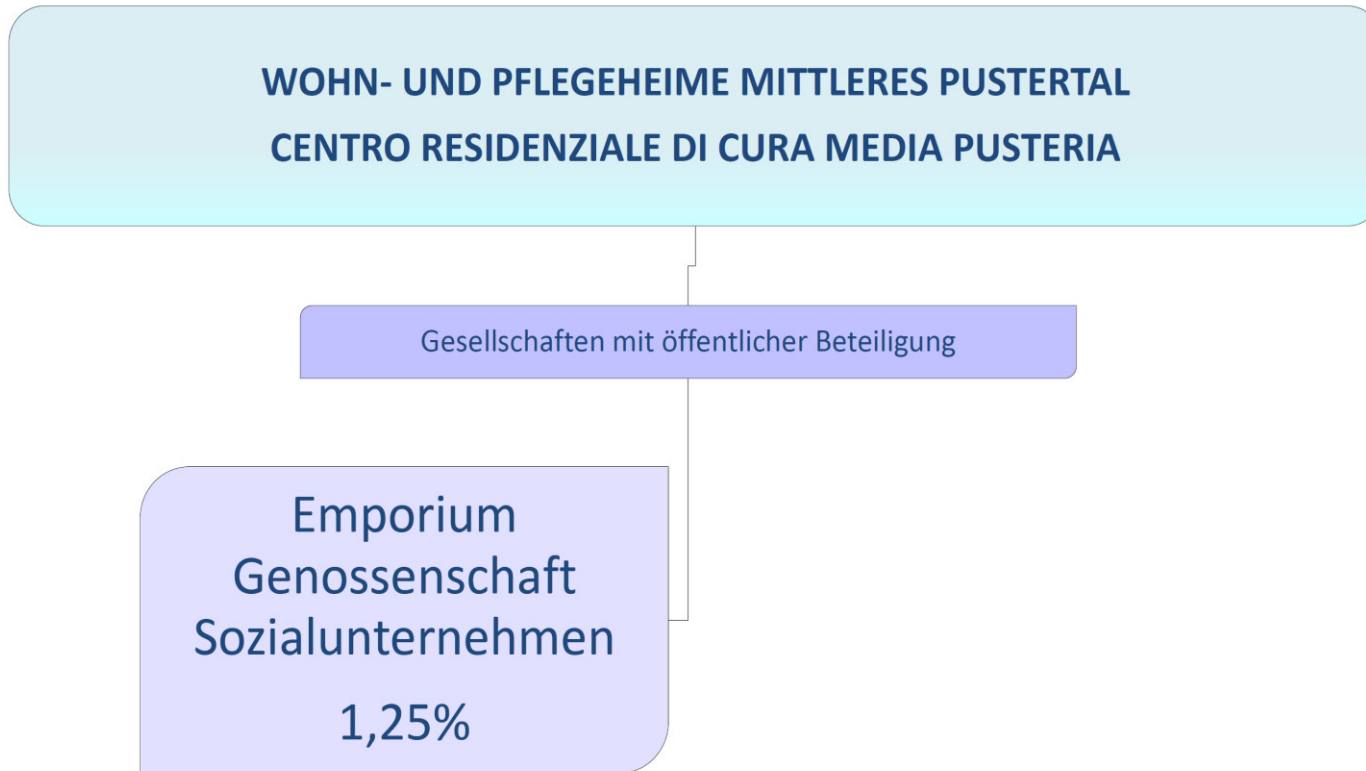 WOHN- UND PFLEGEHEIME MITTLERES PUSTERTAL
CENTRO RESIDENZIALE DI CURA MEDIA PUSTERIA
Gesellschaften mit öffentlicher Beteiligung
Emporium
Genossenschaft
Sozialunternehmen
1,25%